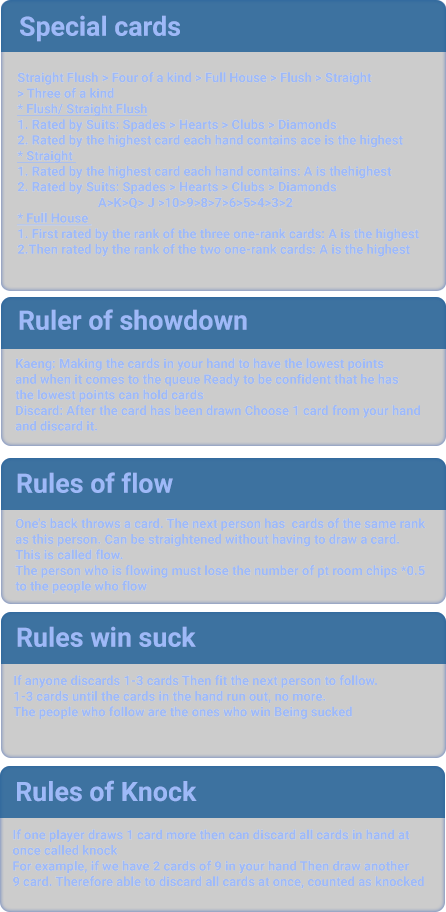 Special cards
Straight Flush > Four of a kind > Full House > Flush > Straight
> Three of a kind
* Flush/ Straight Flush
1. Rated by Suits: Spades > Hearts > Clubs > Diamonds
2. Rated by the highest card each hand contains ace is the highest
* Straight
1. Rated by the highest card each hand contains: A is thehighest
2. Rated by Suits: Spades > Hearts > Clubs > Diamonds
A>K>Q> J >10>9>8>7>6>5>4>3>2
* Full House
1. First rated by the rank of the three one-rank cards: A is the highest
2.Then rated by the rank of the two one-rank cards: A is the highest
Ruler of showdown
Kaeng: Making the cards in your hand to have the lowest points
and when it comes to the queue Ready to be confident that he has
the lowest points can hold cards
Discard: After the card has been drawn Choose 1 card from your hand
and discard it.
Rules of flow
One's back throws a card. The next person has cards of the same rank
as this person. Can be straightened without having to draw a card.
This is called flow.
The person who is flowing must lose the number of pt room chips *0.5
to the people who flow
Rules win suck
If anyone discards 1-3 cards Then fit the next person to follow.
1-3 cards until the cards in the hand run out, no more.
The people who follow are the ones who win Being sucked
Rules of Knock
If one player draws 1 card more then can discard all cards in hand at
once called knock
For example, if we have 2 cards of 9 in your hand Then draw another
9 card. Therefore able to discard all cards at once, counted as knocked